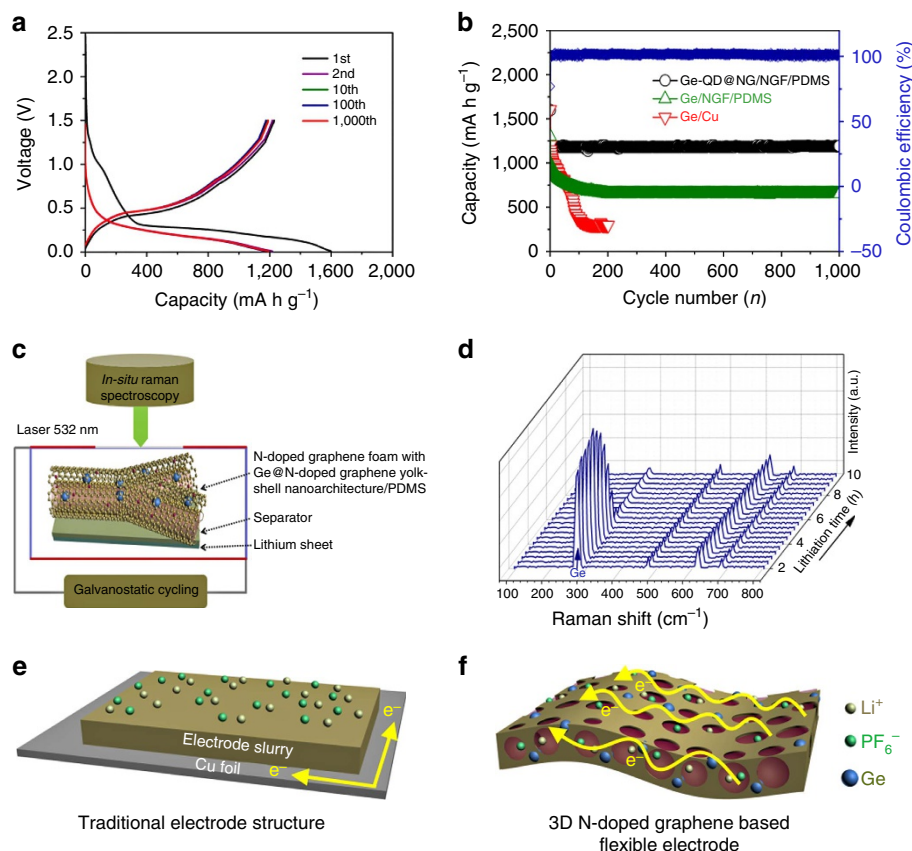 a
2.5
2.0
1.5
1.0
0.5
0.0
Voltage (V)
1st
2nd
10th
100th
1,000th
0
400
800
1,200
1,600
2,000
Capacity (mA h g⁻¹)
b
2,500
2,000
1,500
1,250
1,000
500
0
Capacity (mA h g⁻¹)
Ge-QD@NG/NGF/PDMS
Ge/NGF/PDMS
Ge/Cu
100
50
0
−50
Coulombic efficiency (%)
0
200
400
600
800
1,000
Cycle number (n)
c
In-situ raman
spectroscopy
Laser 532 nm
N-doped graphene foam with
Ge@N-doped graphene yolk-
shell nanoarchitecture/PDMS
Separator
Lithium sheet
Galvanostatic cycling
d
Intensity (a.u.)
10
8
6
4
2
Lithiation time (h)
Ge
100
200
300
400
500
600
700
800
Raman shift (cm⁻¹)
e
e⁻
Electrode slurry
Cu foil
e⁻
Traditional electrode structure
f
e⁻
e⁻
e⁻
Li⁺
PF₆⁻
Ge
3D N-doped graphene based
flexible electrode